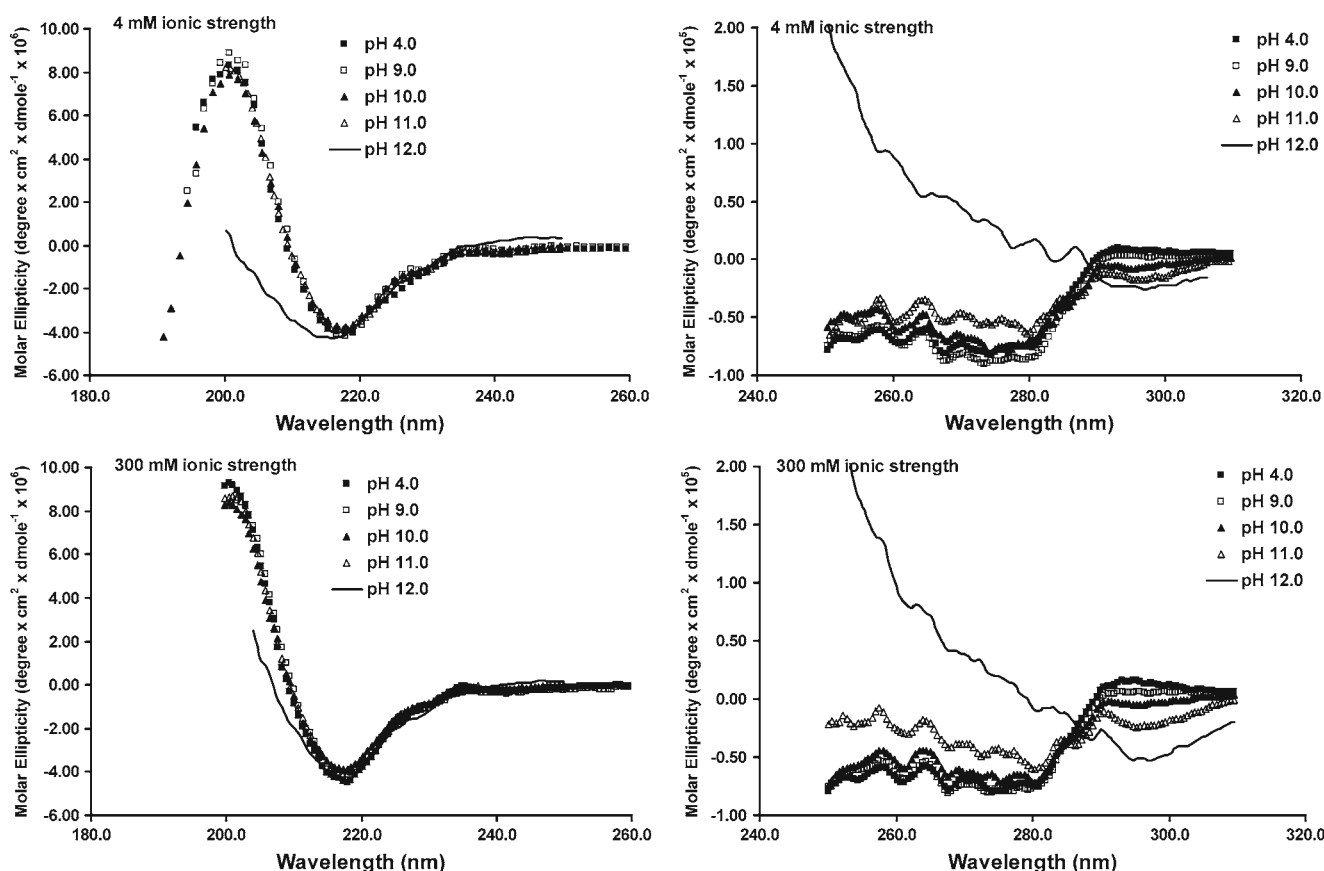 4 mM ionic strength
Molar Ellipticity (degree x cm² x dmole⁻¹ x 10⁶)
10.00
8.00
6.00
4.00
2.00
0.00
-2.00
-4.00
-6.00
180.0
200.0
220.0
240.0
260.0
Wavelength (nm)
pH 4.0
pH 9.0
pH 10.0
pH 11.0
pH 12.0
4 mM ionic strength
Molar Ellipticity (degree x cm² x dmole⁻¹ x 10⁵)
2.00
1.50
1.00
0.50
0.00
-0.50
-1.00
240.0
260.0
280.0
300.0
320.0
Wavelength (nm)
pH 4.0
pH 9.0
pH 10.0
pH 11.0
pH 12.0
300 mM ionic strength
Molar Ellipticity (degree x cm² x dmole⁻¹ x 10⁶)
10.00
8.00
6.00
4.00
2.00
0.00
-2.00
-4.00
-6.00
180.0
200.0
220.0
240.0
260.0
Wavelength (nm)
pH 4.0
pH 9.0
pH 10.0
pH 11.0
pH 12.0
300 mM ionic strength
Molar Ellipticity (degree x cm² x dmole⁻¹ x 10⁵)
2.00
1.50
1.00
0.50
0.00
-0.50
-1.00
240.0
260.0
280.0
300.0
320.0
Wavelength (nm)
pH 4.0
pH 9.0
pH 10.0
pH 11.0
pH 12.0